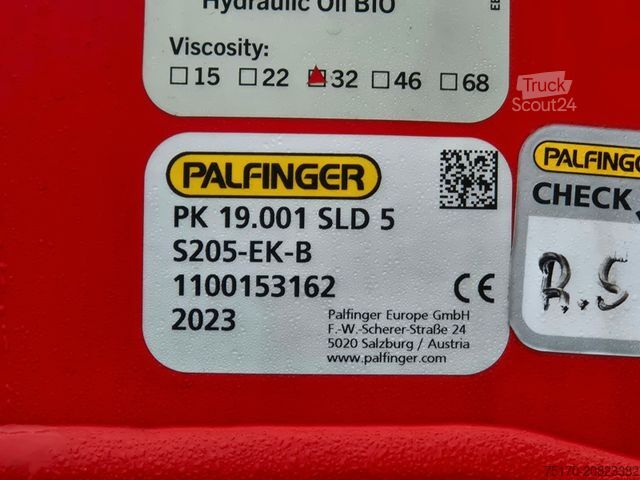 Hydraulic Oil BIO
Viscosity:
15 22 32 46 68
Truck
Scout24
PALFINGER
PK 19.001 SLD 5
S205-EK-B
1100153162
2023
CE
Palfinger Europe GmbH
F.-W.-Scherer-Straße 24
5020 Salzburg / Austria
www.palfinger.com
PALFINGER
CHECK
R.S